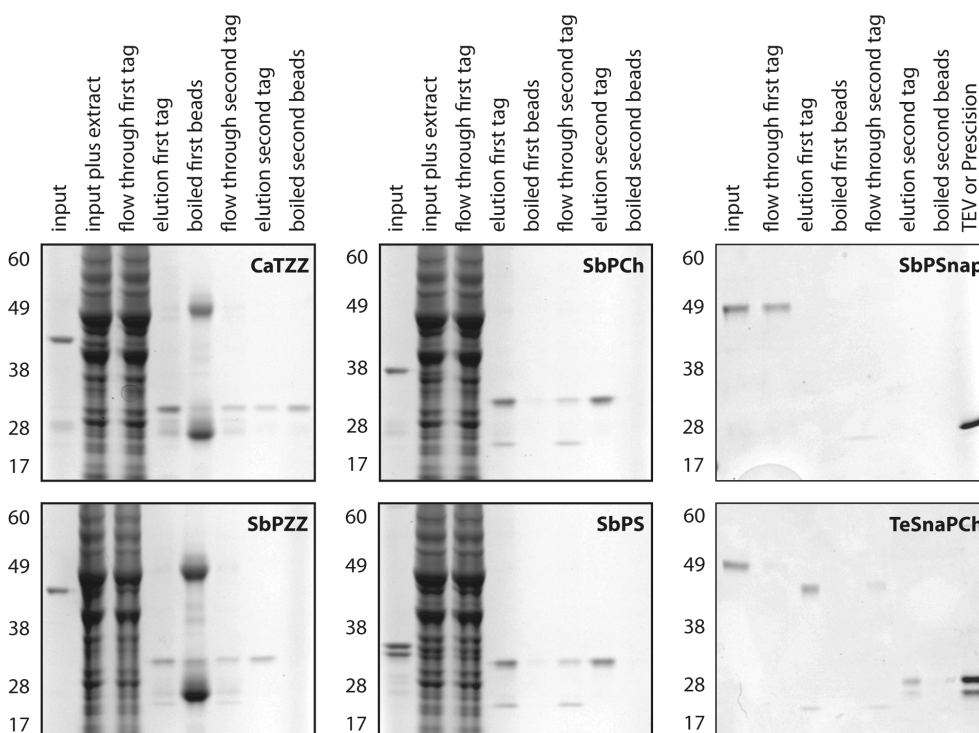 input
input plus extract
flow through first tag
elution first tag
boiled first beads
flow through second tag
elution second tag
boiled second beads
input
input plus extract
flow through first tag
elution first tag
boiled first beads
flow through second tag
elution second tag
boiled second beads
input
flow through first tag
elution first tag
boiled first beads
flow through second tag
elution second tag
boiled second beads
TEV or Prescision
60
49
38
28
17
CaTZZ
60
49
38
28
17
SbPCh
60
49
38
28
17
SbPSnap
60
49
38
28
17
SbPZZ
60
49
38
28
17
SbPS
60
49
38
28
17
TeSnaPCh